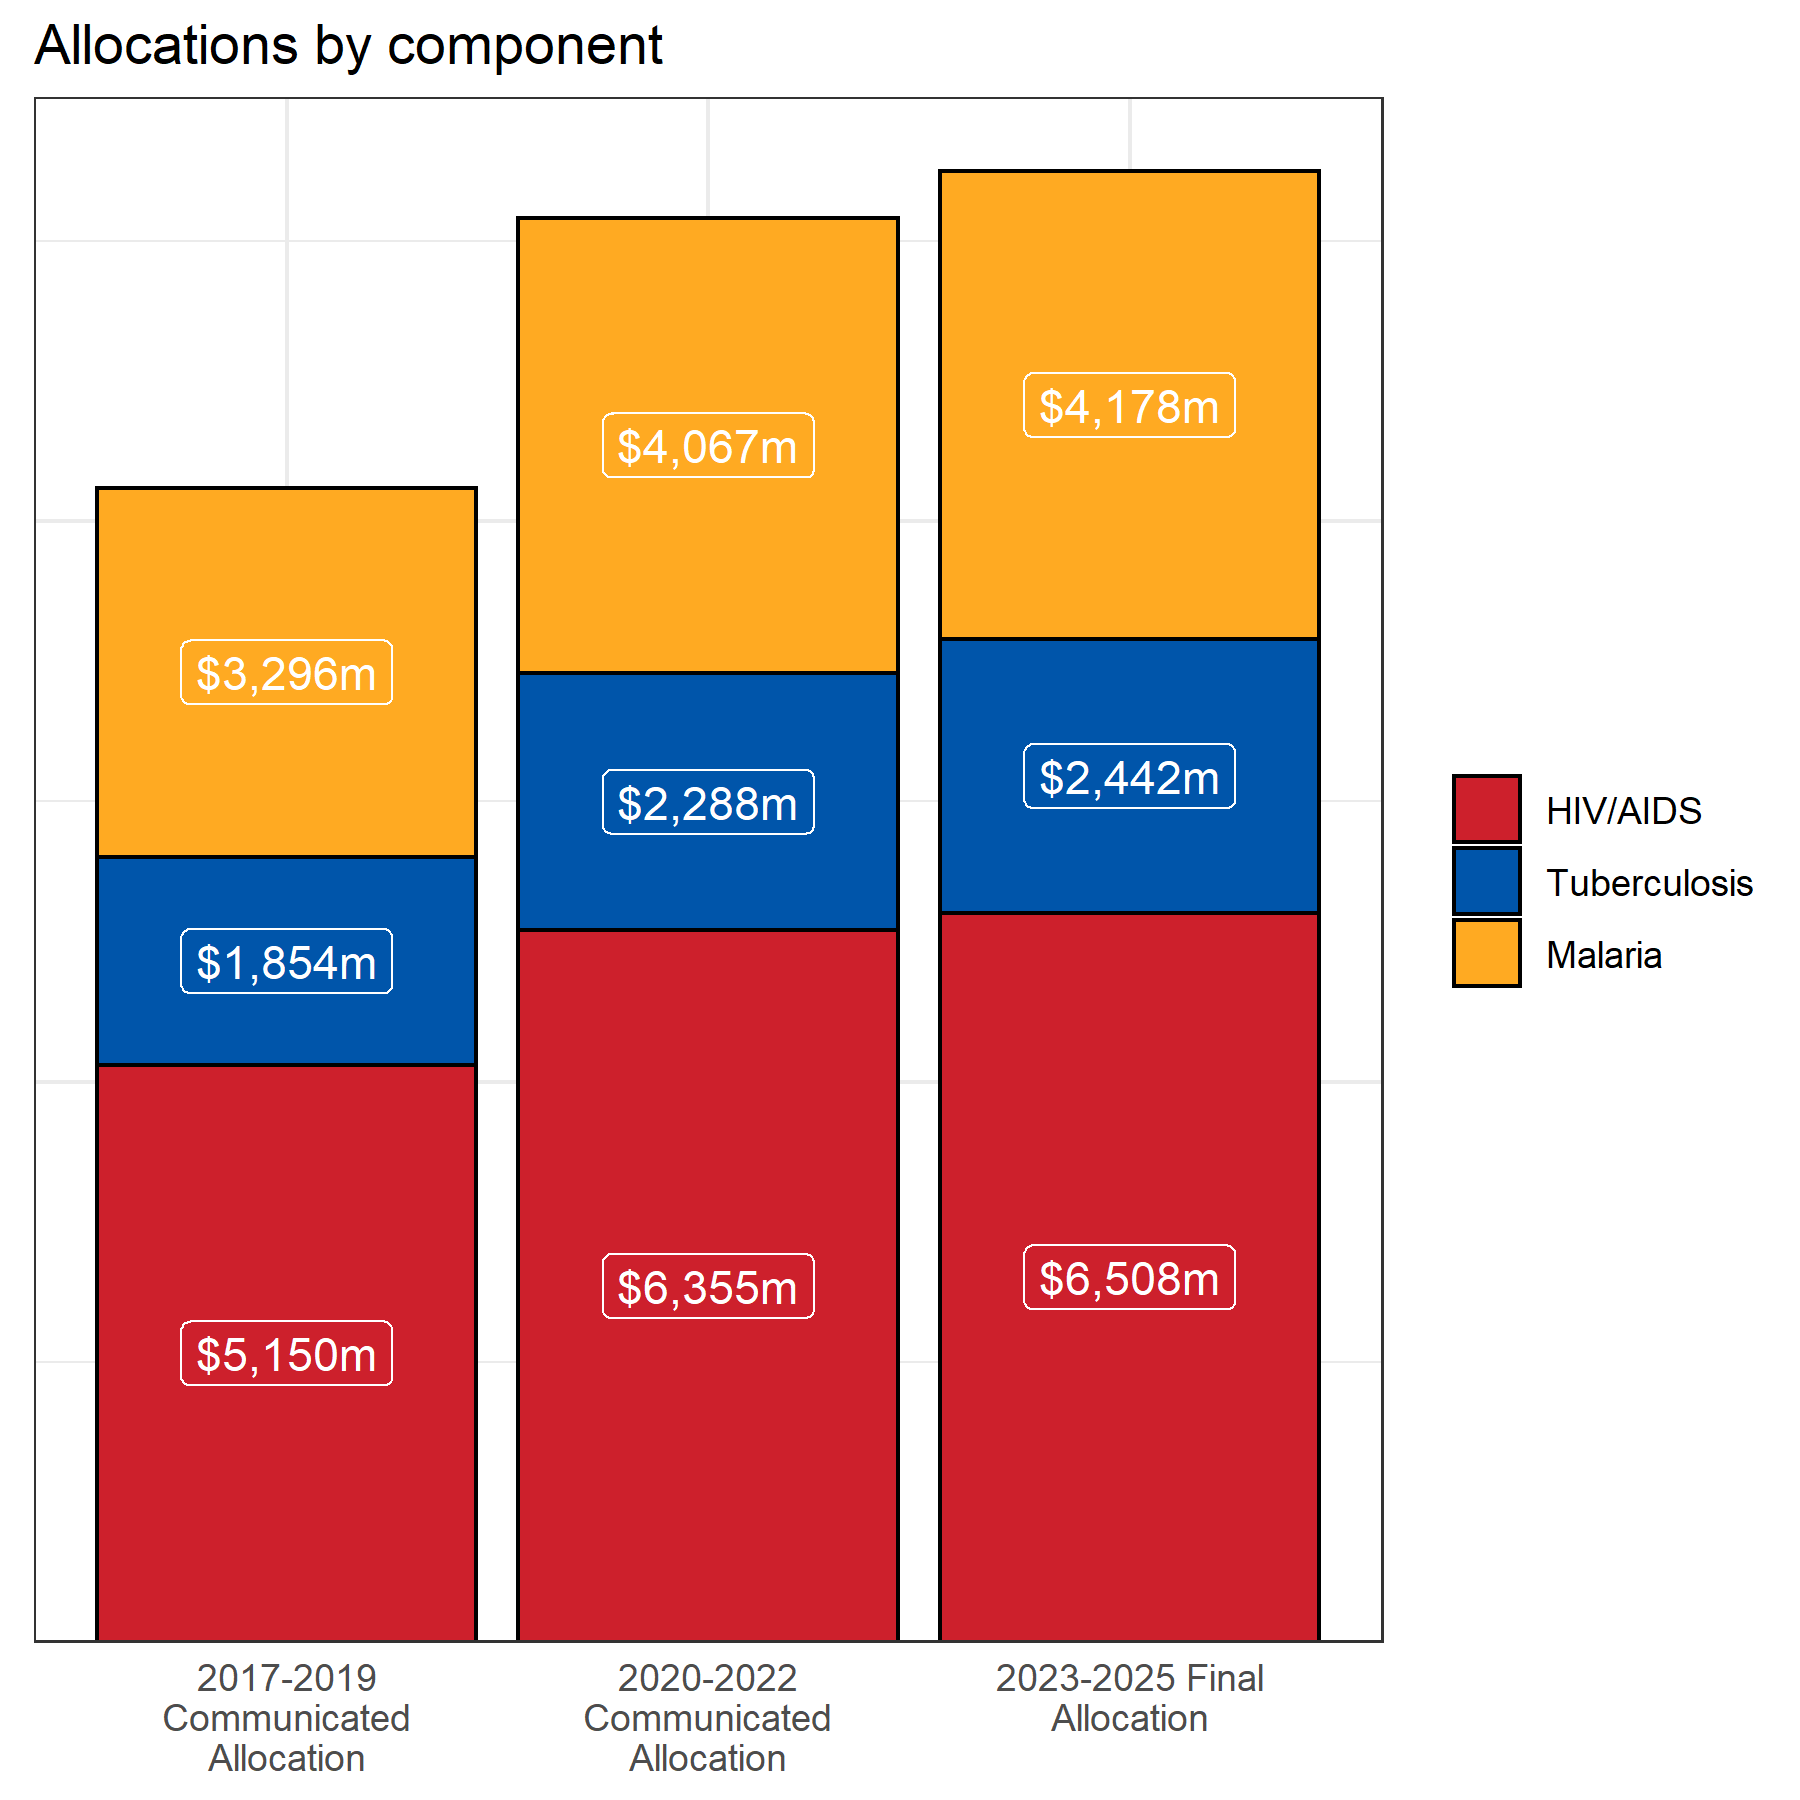 Allocations by component
$4,178m
$4,067m
$3,296m
$2,442m
$2,288m
$1,854m
$6,508m
$6,355m
$5,150m
HIV/AIDS
Tuberculosis
Malaria
2017-2019
Communicated
Allocation
2020-2022
Communicated
Allocation
2023-2025 Final
Allocation